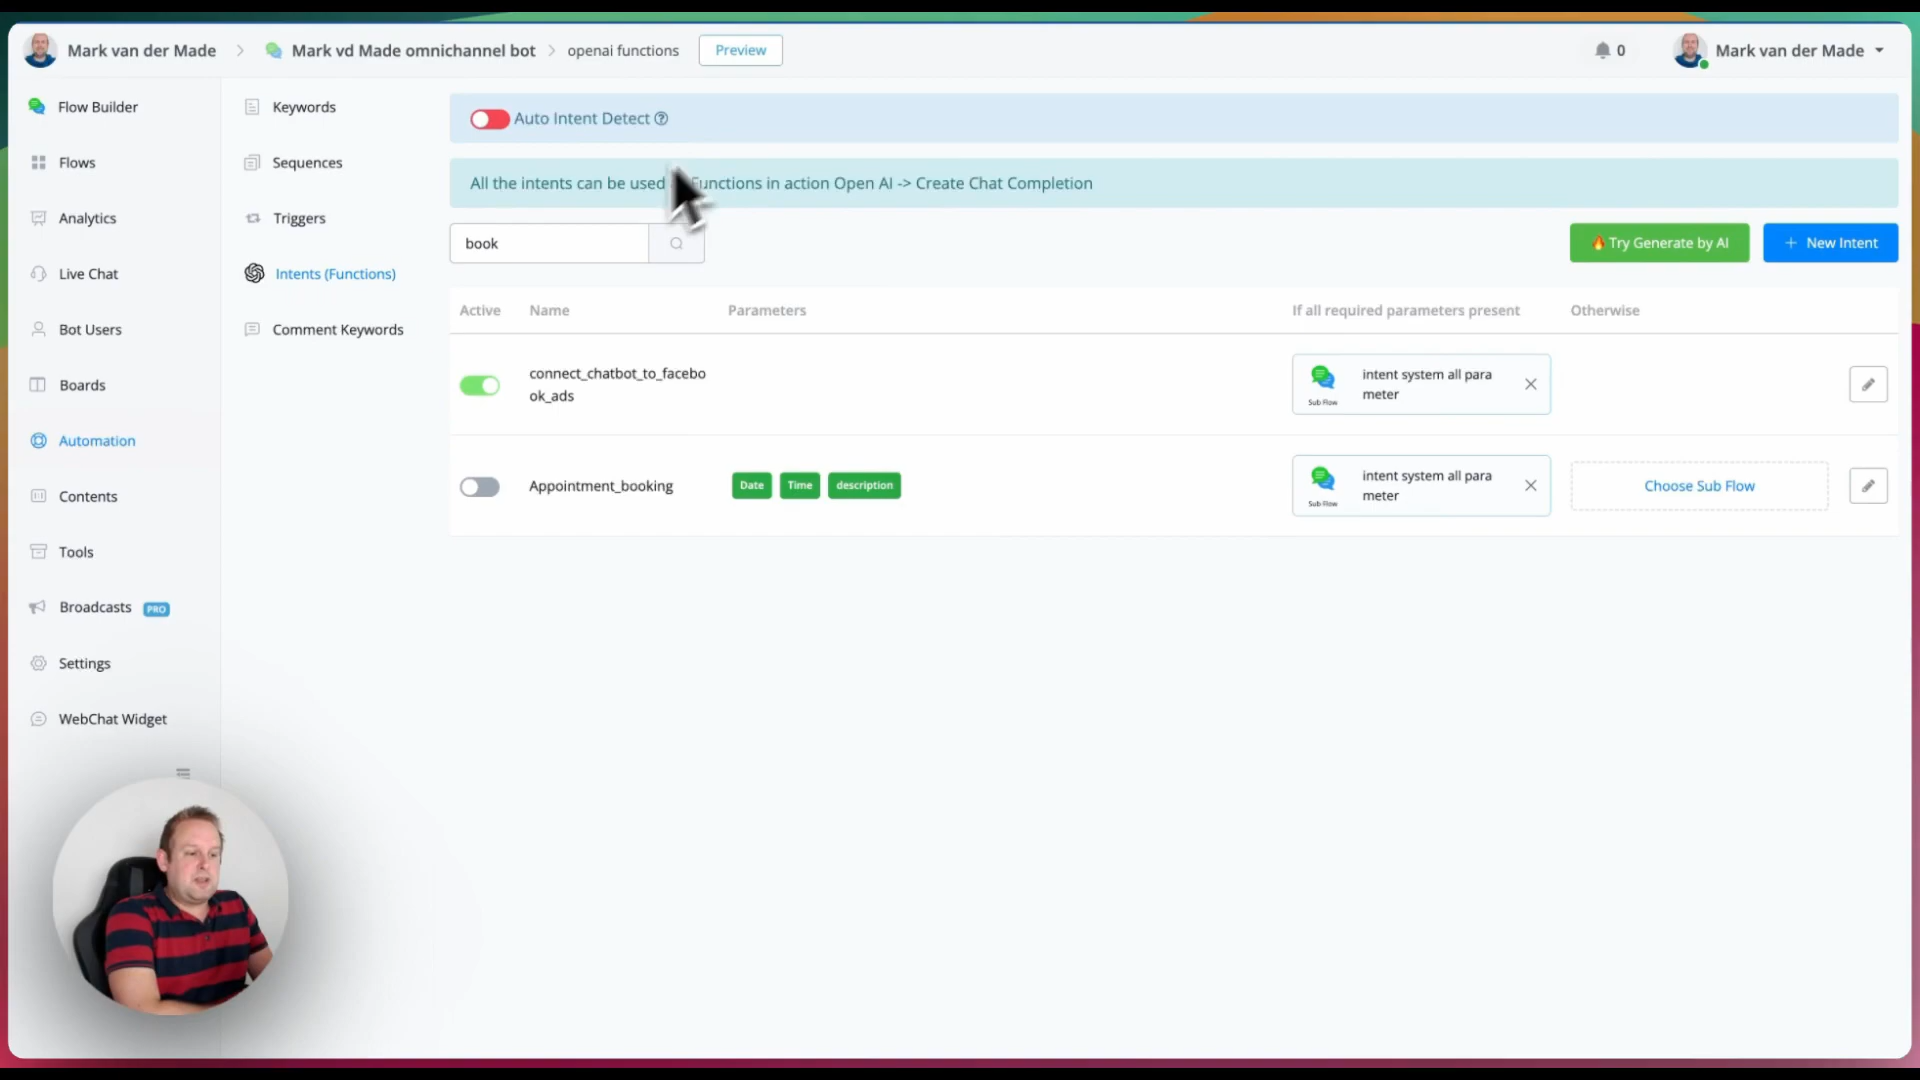 Mark van der Made > Mark vd Made omnichannel bot > openai functions Preview 0 Mark van der Made
Flow Builder
Flows
Analytics
Live Chat
Bot Users
Boards
Automation
Contents
Tools
Broadcasts PRO
Settings
WebChat Widget
Keywords
Sequences
Triggers
Intents (Functions)
Comment Keywords
Auto Intent Detect ?
All the intents can be used Functions in action Open AI -> Create Chat Completion
book
Try Generate by AI
+ New Intent
Active Name Parameters If all required parameters present Otherwise
connect_chatbot_to_facebo
ok_ads
Sub Flow
intent system all para
meter
Appointment_booking
Date Time description
Sub Flow
intent system all para
meter
Choose Sub Flow